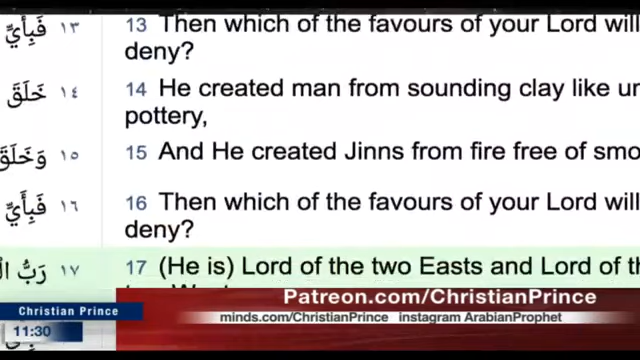 فَبِأَيِّ ١٣ 13 Then which of the favours of your Lord will
deny?
خَلَقَ ١٤ 14 He created man from sounding clay like
pottery,
وَخَلَقَ ١٥ 15 And He created Jinns from fire free of
فَبِأَيِّ ١٦ 16 Then which of the favours of your Lord will
deny?
رَبُّ ١٧ 17 (He is) Lord of the two Easts and Lord of
Patreon.com/ChristianPrince
Christian Prince
minds.com/ChristianPrince instagram ArabianProphet
11:30